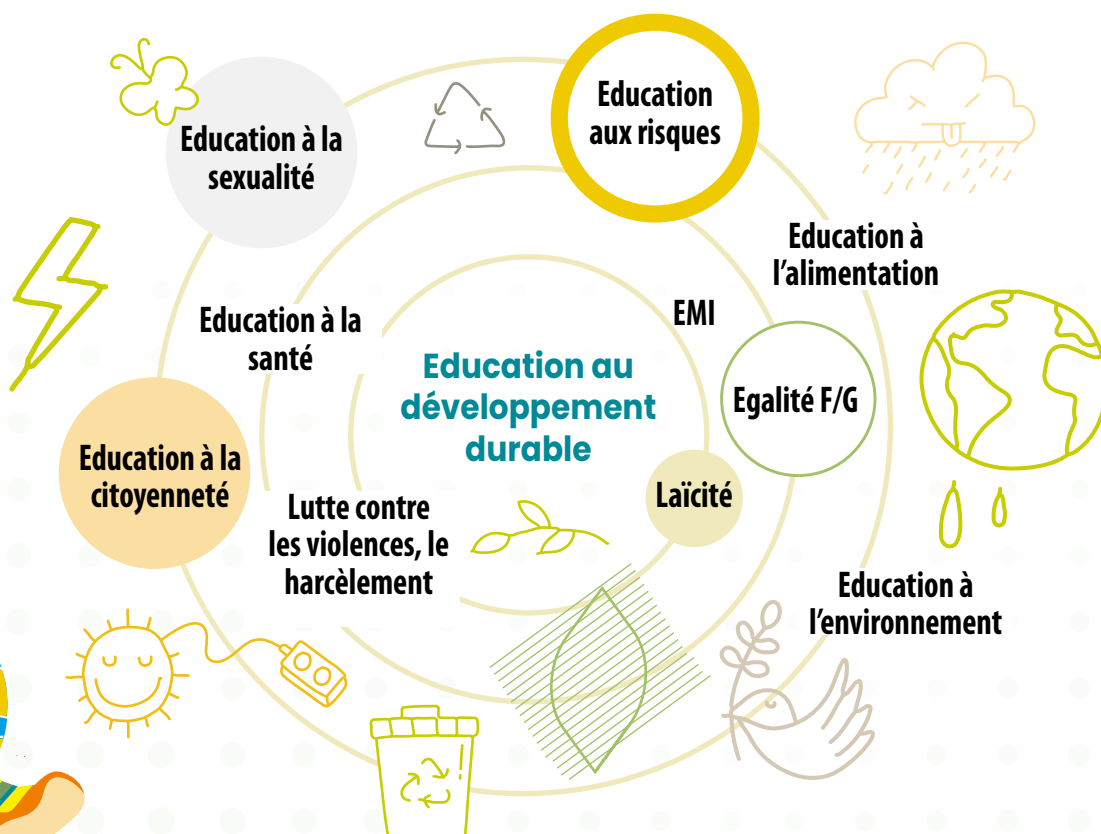 Education
aux risques
Education à la
sexualité
Education à
l'alimentation
EMI
Education à la
santé
Education au
développement
durable
Egalité F/G
Education à la
citoyenneté
Laïcité
Lutte contre
les violences, le
harcèlement
Education à
l'environnement